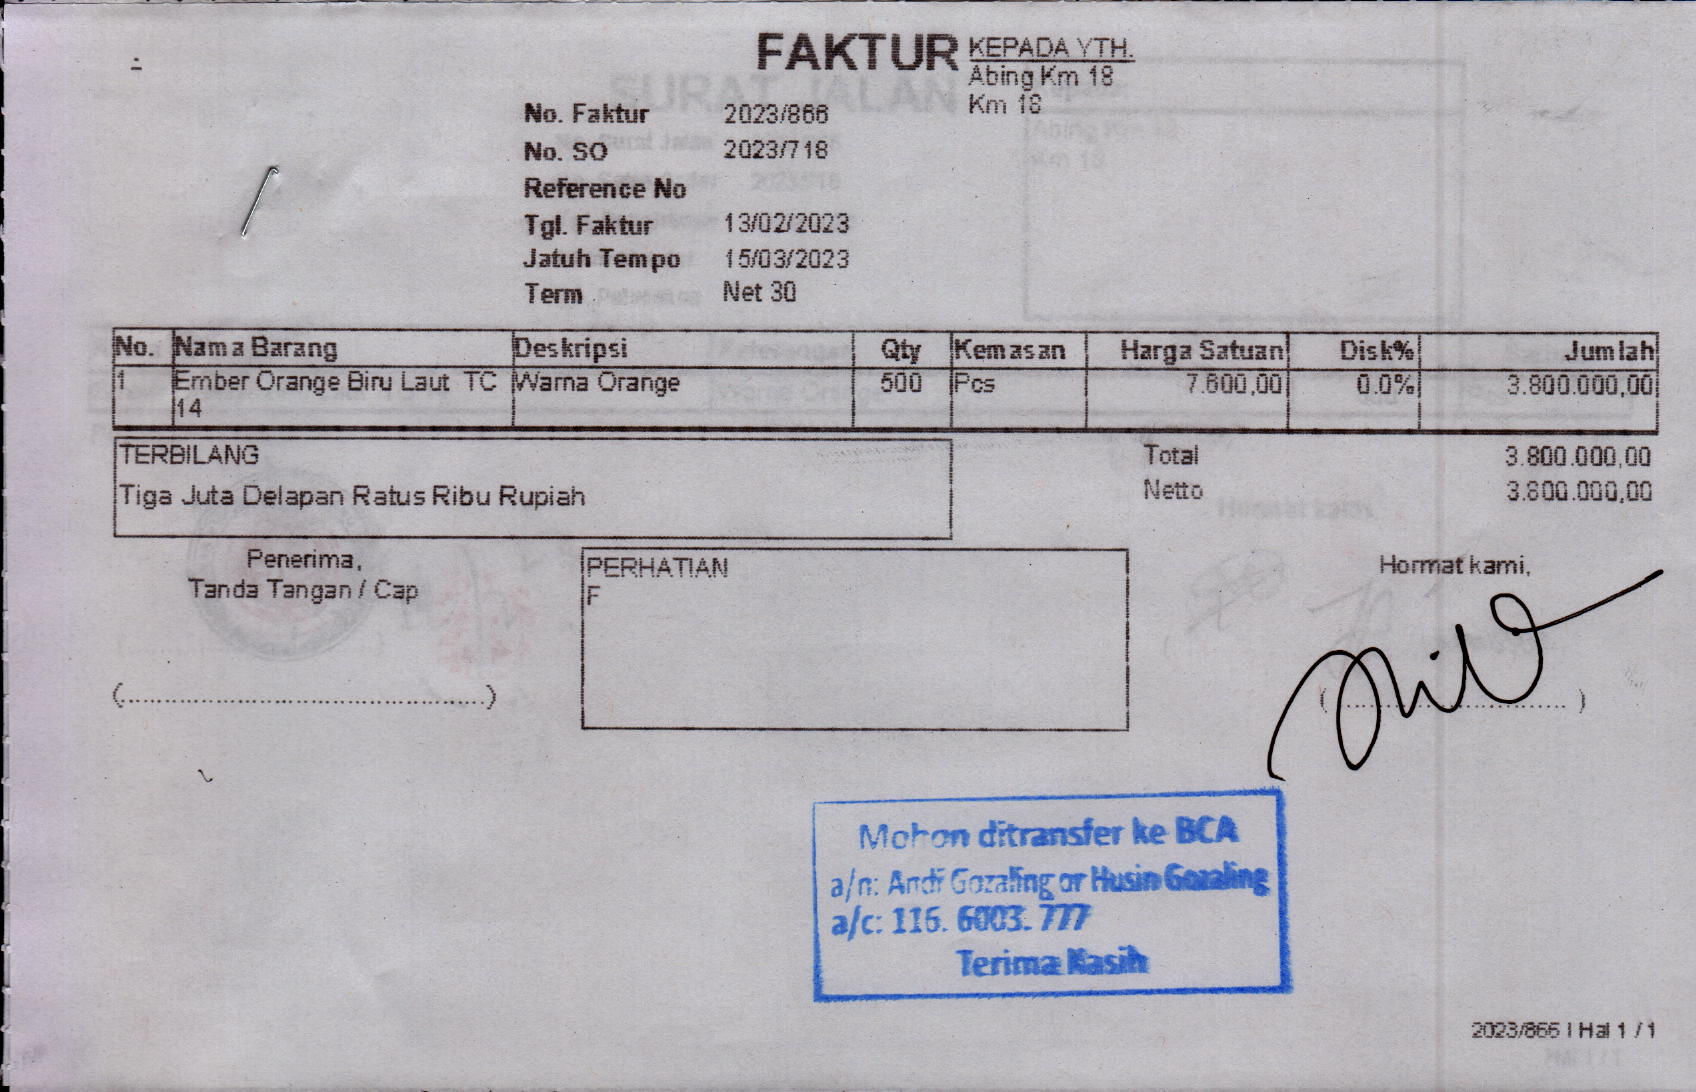 FAKTUR
KEPADA YTH.
Abing Km 18
Km 18
No. Faktur 2023/866
No. SO 2023/718
Reference No
Tgl. Faktur 13/02/2023
Jatuh Tempo 15/03/2023
Term Net 30
No. Nama Barang Deskripsi Qty Kemasan Harga Satuan Disk% Jumlah
1 Ember Orange Biru Laut TC Warna Orange 500 Pcs 7.600,00 0.0% 3.800.000,00
14
TERBILANG
Tiga Juta Delapan Ratus Ribu Rupiah
Total 3.800.000,00
Netto 3.800.000,00
Penerima,
Tanda Tangan / Cap
(................................................)
PERHATIAN
F
Hormat kami,
(................................)
Mohon ditransfer ke BCA
a/n: Andi Gozaling or Husin Gozaling
a/c: 116. 6003. 777
Terima Kasih
2023/866 | Hal 1 / 1
SURAT JALAN